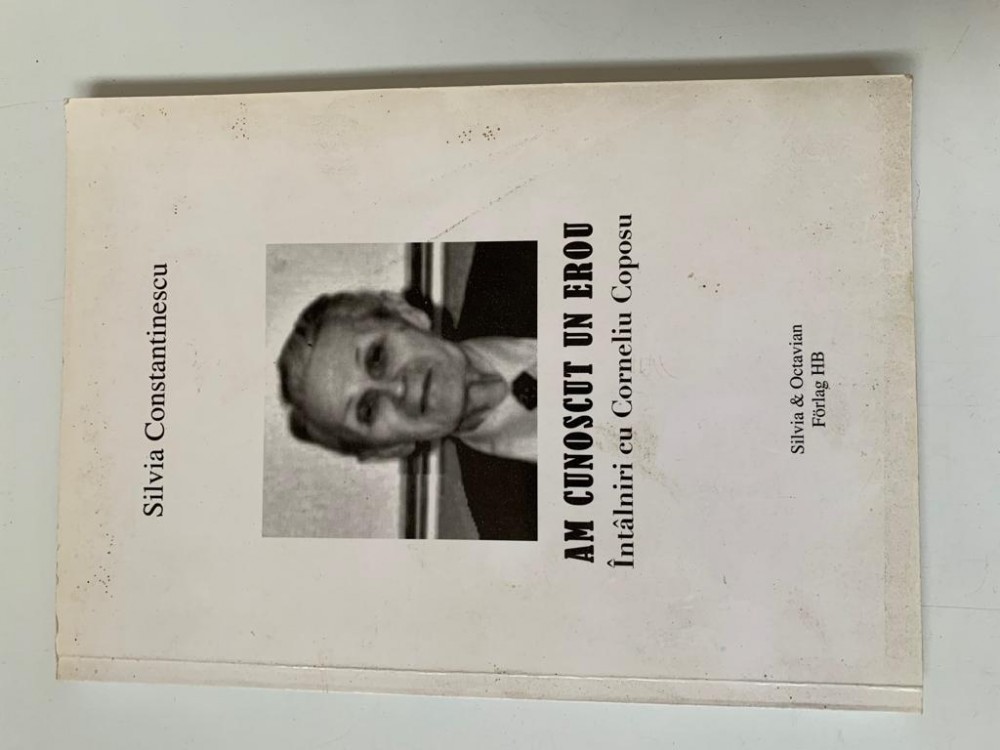 Silvia Constantinescu
AM CUNOSCUT UN EROU
Întâlniri cu Corneliu Coposu
Silvia & Octavian
Förlag HB